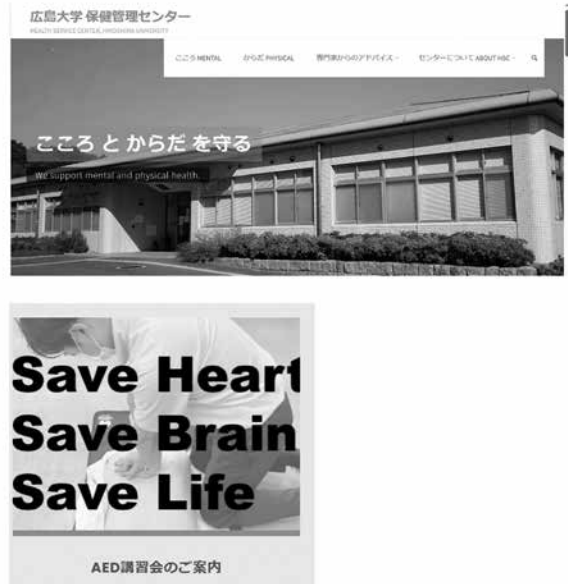 広島大学 保健管理センター
HEALTH SERVICE CENTER, HIROSHIMA UNIVERSITY
こころ MENTAL からだ PHYSICAL 専門家からのアドバイス センターについて ABOUT HSC
こころ と からだ を守る
We support mental and physical health.
Save Heart
Save Brain
Save Life
AED講習会のご案内